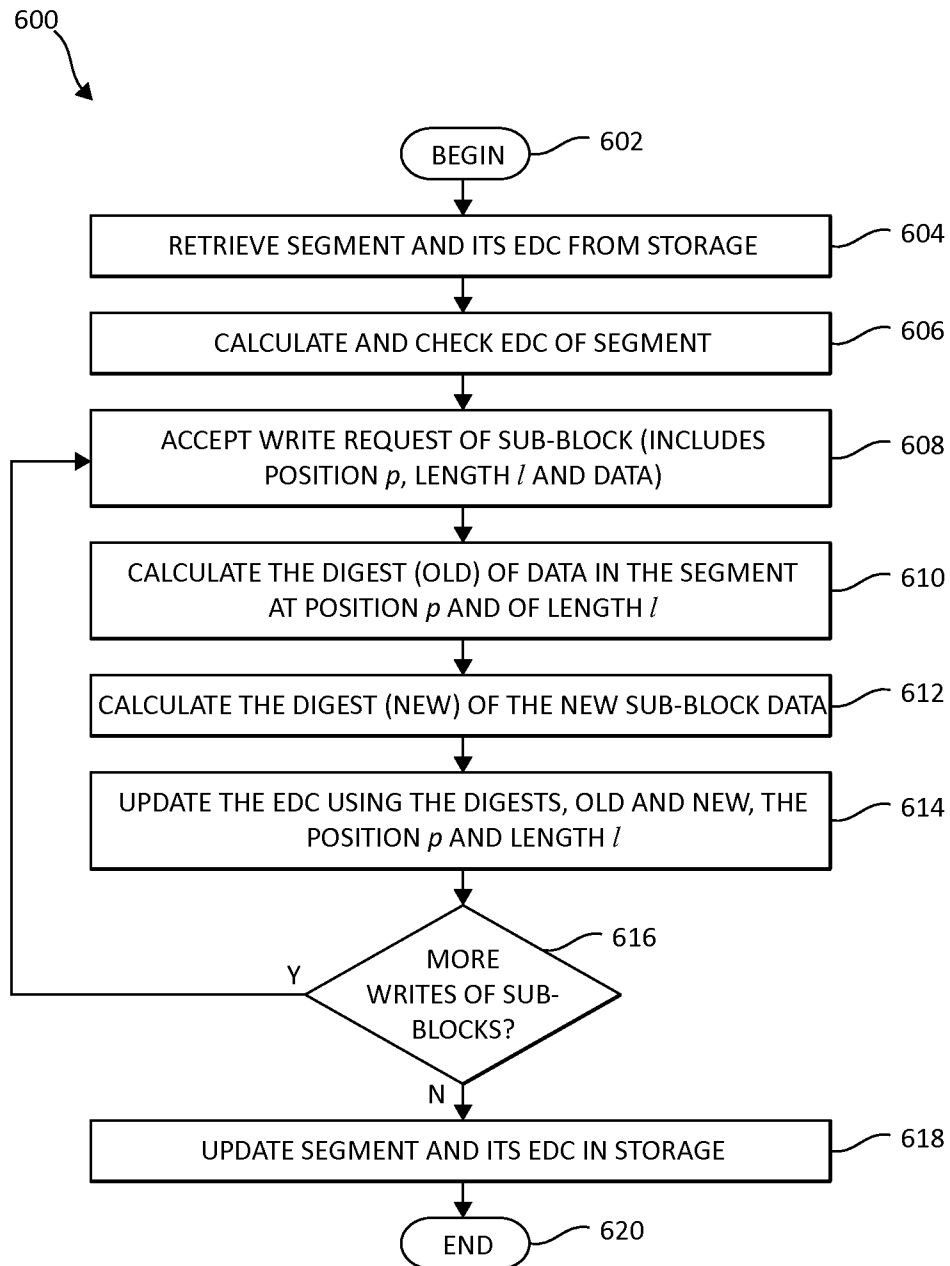 600
BEGIN
602
RETRIEVE SEGMENT AND ITS EDC FROM STORAGE
604
CALCULATE AND CHECK EDC OF SEGMENT
606
ACCEPT WRITE REQUEST OF SUB-BLOCK (INCLUDES
POSITION p, LENGTH l AND DATA)
608
CALCULATE THE DIGEST (OLD) OF DATA IN THE SEGMENT
AT POSITION p AND OF LENGTH l
610
CALCULATE THE DIGEST (NEW) OF THE NEW SUB-BLOCK DATA
612
UPDATE THE EDC USING THE DIGESTS, OLD AND NEW, THE
POSITION p AND LENGTH l
614
616
MORE
WRITES OF SUB-
BLOCKS?
Y
N
UPDATE SEGMENT AND ITS EDC IN STORAGE
618
END
620